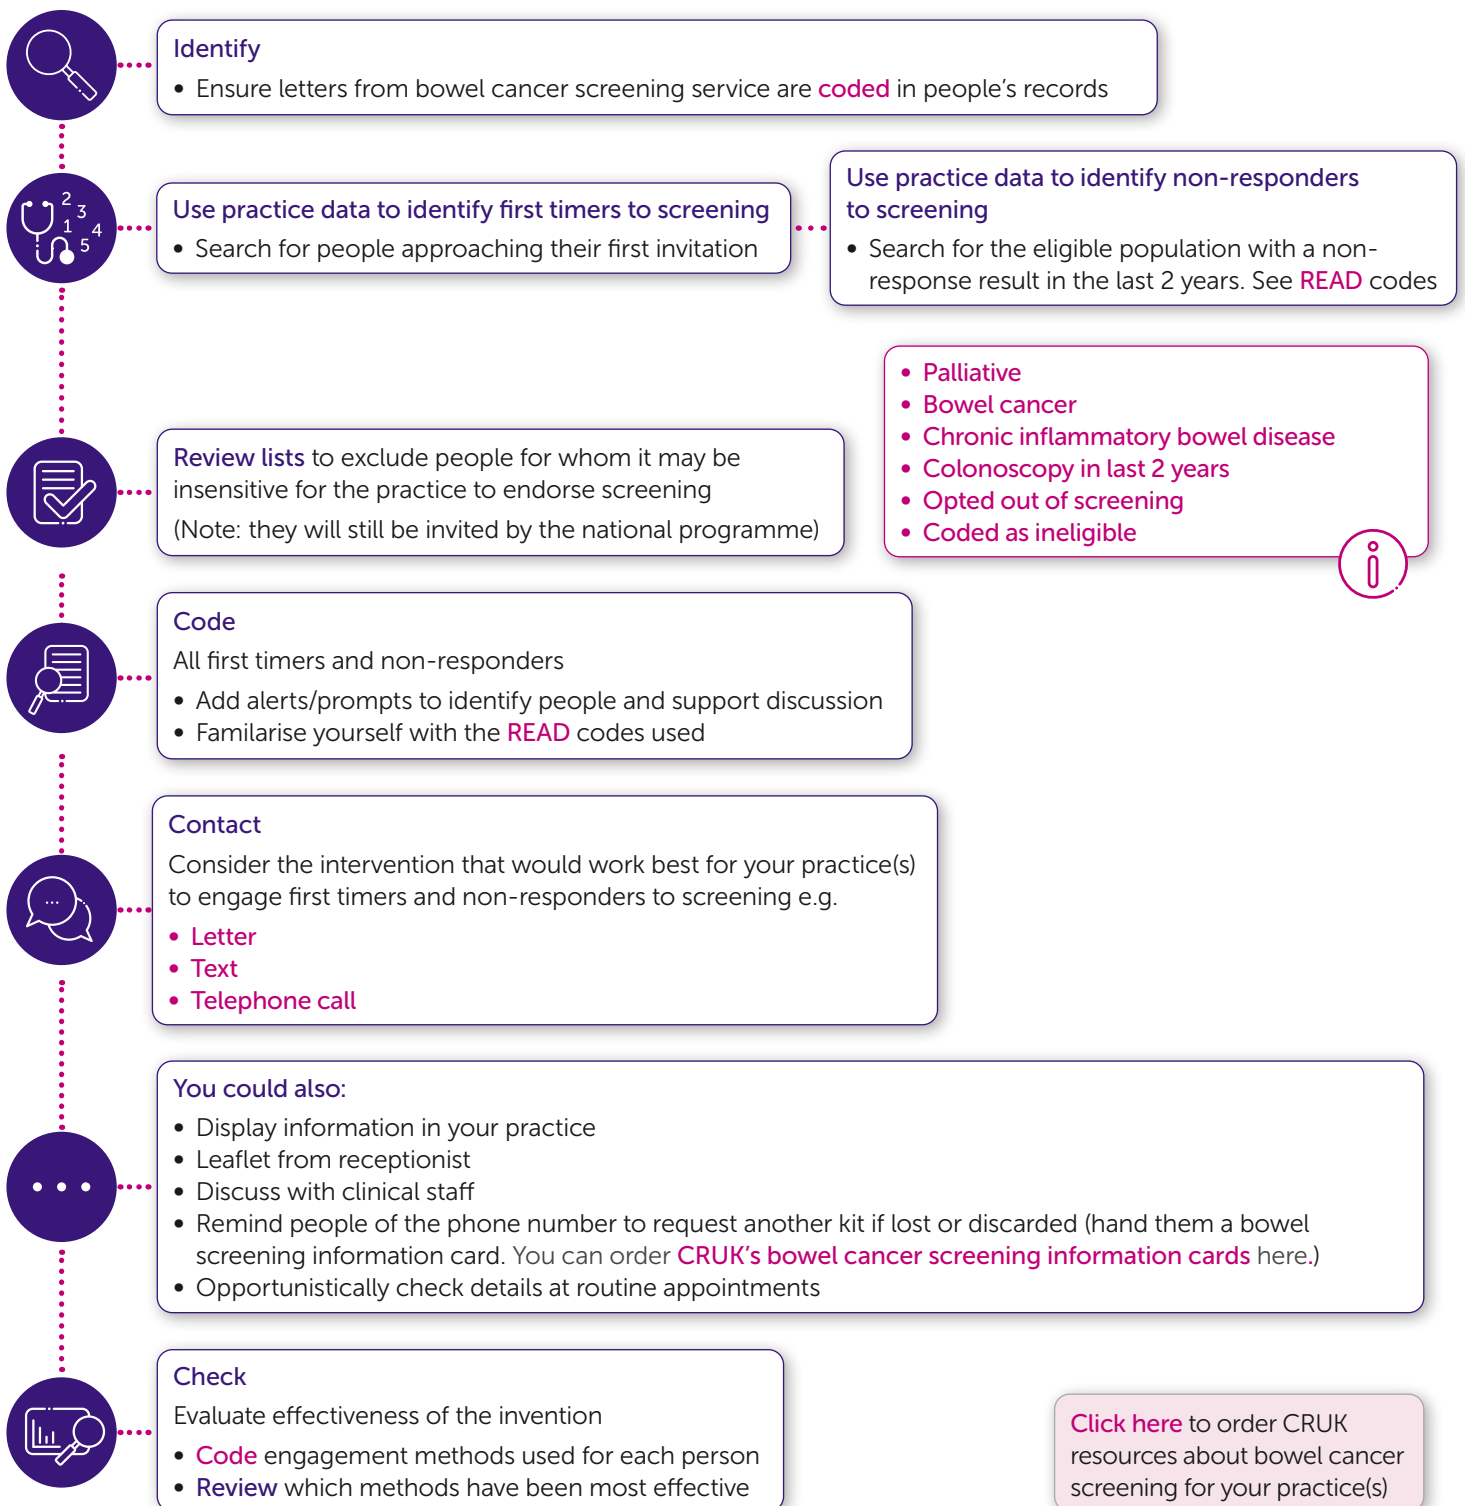 Identify
• Ensure letters from bowel cancer screening service are coded in people's records
2
3
1
4
5
Use practice data to identify first timers to screening
• Search for people approaching their first invitation
Use practice data to identify non-responders
to screening
• Search for the eligible population with a non-
response result in the last 2 years. See READ codes
Review lists to exclude people for whom it may be
insensitive for the practice to endorse screening
(Note: they will still be invited by the national programme)
• Palliative
• Bowel cancer
• Chronic inflammatory bowel disease
• Colonoscopy in last 2 years
• Opted out of screening
• Coded as ineligible
i
Code
All first timers and non-responders
• Add alerts/prompts to identify people and support discussion
• Familarise yourself with the READ codes used
Contact
Consider the intervention that would work best for your practice(s)
to engage first timers and non-responders to screening e.g.
• Letter
• Text
• Telephone call
You could also:
• Display information in your practice
• Leaflet from receptionist
• Discuss with clinical staff
• Remind people of the phone number to request another kit if lost or discarded (hand them a bowel
screening information card. You can order CRUK's bowel cancer screening information cards here.)
• Opportunistically check details at routine appointments
Check
Evaluate effectiveness of the invention
• Code engagement methods used for each person
• Review which methods have been most effective
Click here to order CRUK
resources about bowel cancer
screening for your practice(s)